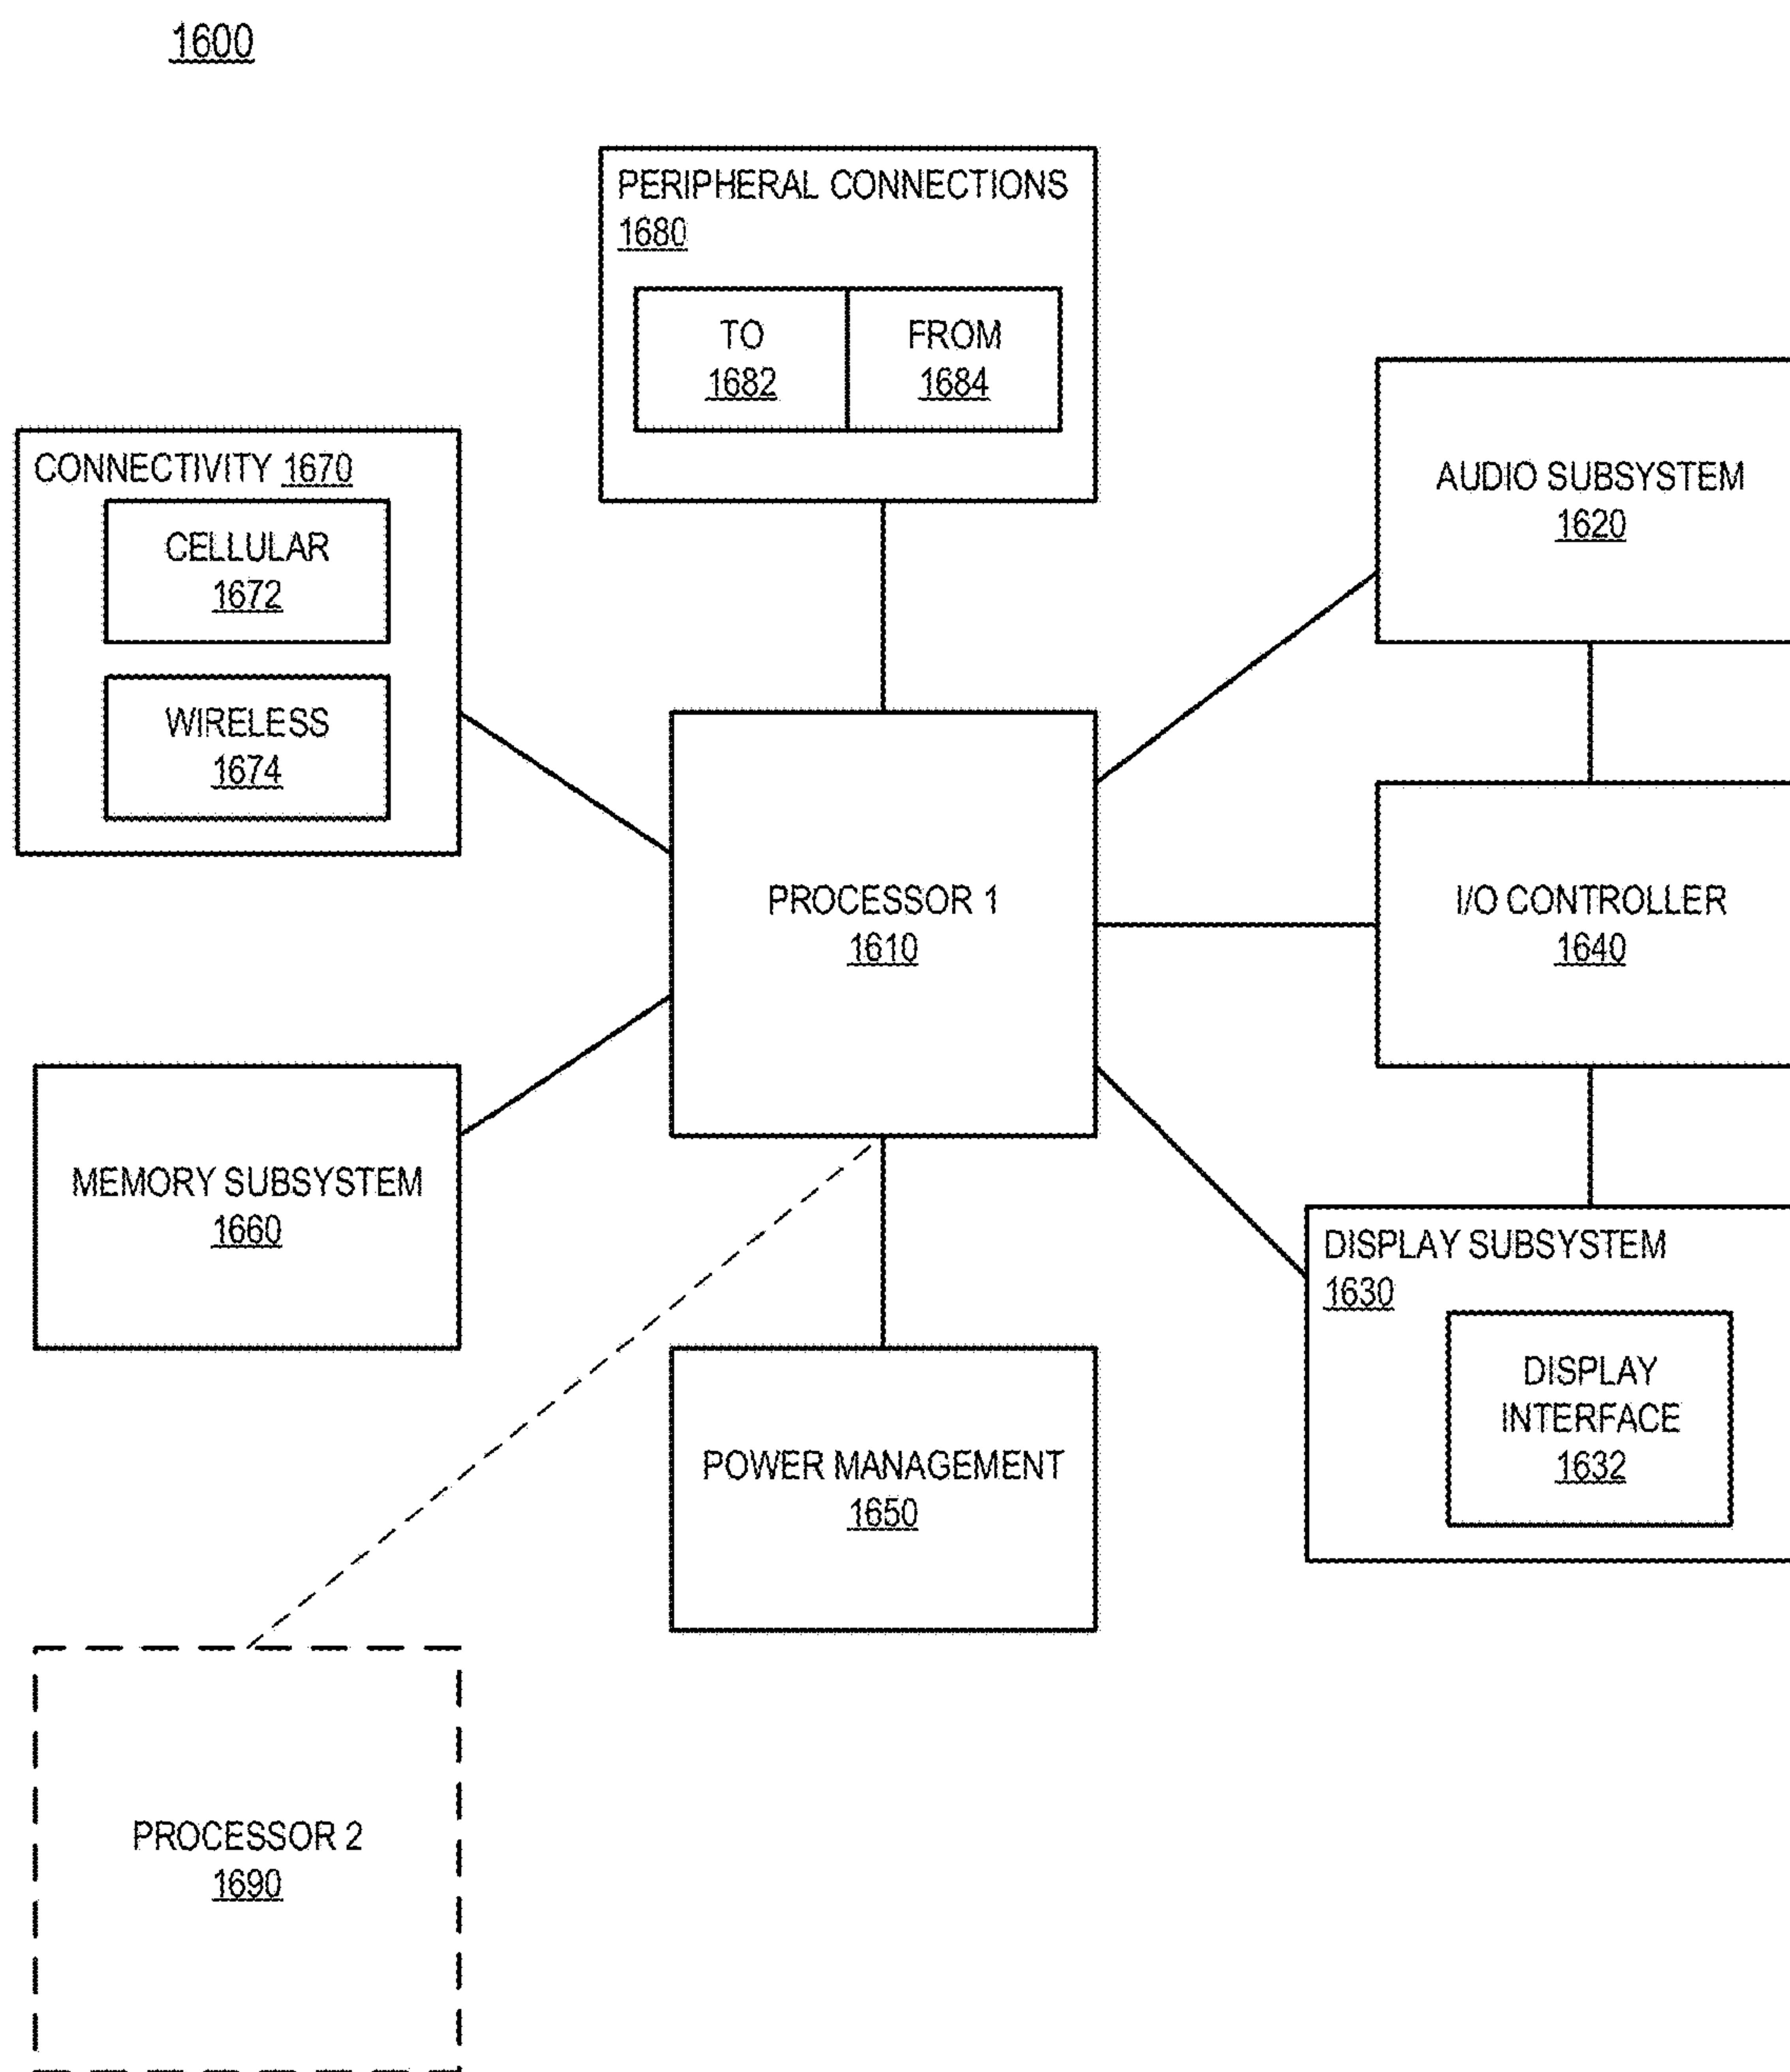 1600
PERIPHERAL CONNECTIONS
1680
TO
1682
FROM
1684
CONNECTIVITY 1670
CELLULAR
1672
WIRELESS
1674
AUDIO SUBSYSTEM
1620
PROCESSOR 1
1610
I/O CONTROLLER
1640
MEMORY SUBSYSTEM
1660
DISPLAY SUBSYSTEM
1630
DISPLAY
INTERFACE
1632
POWER MANAGEMENT
1650
PROCESSOR 2
1690